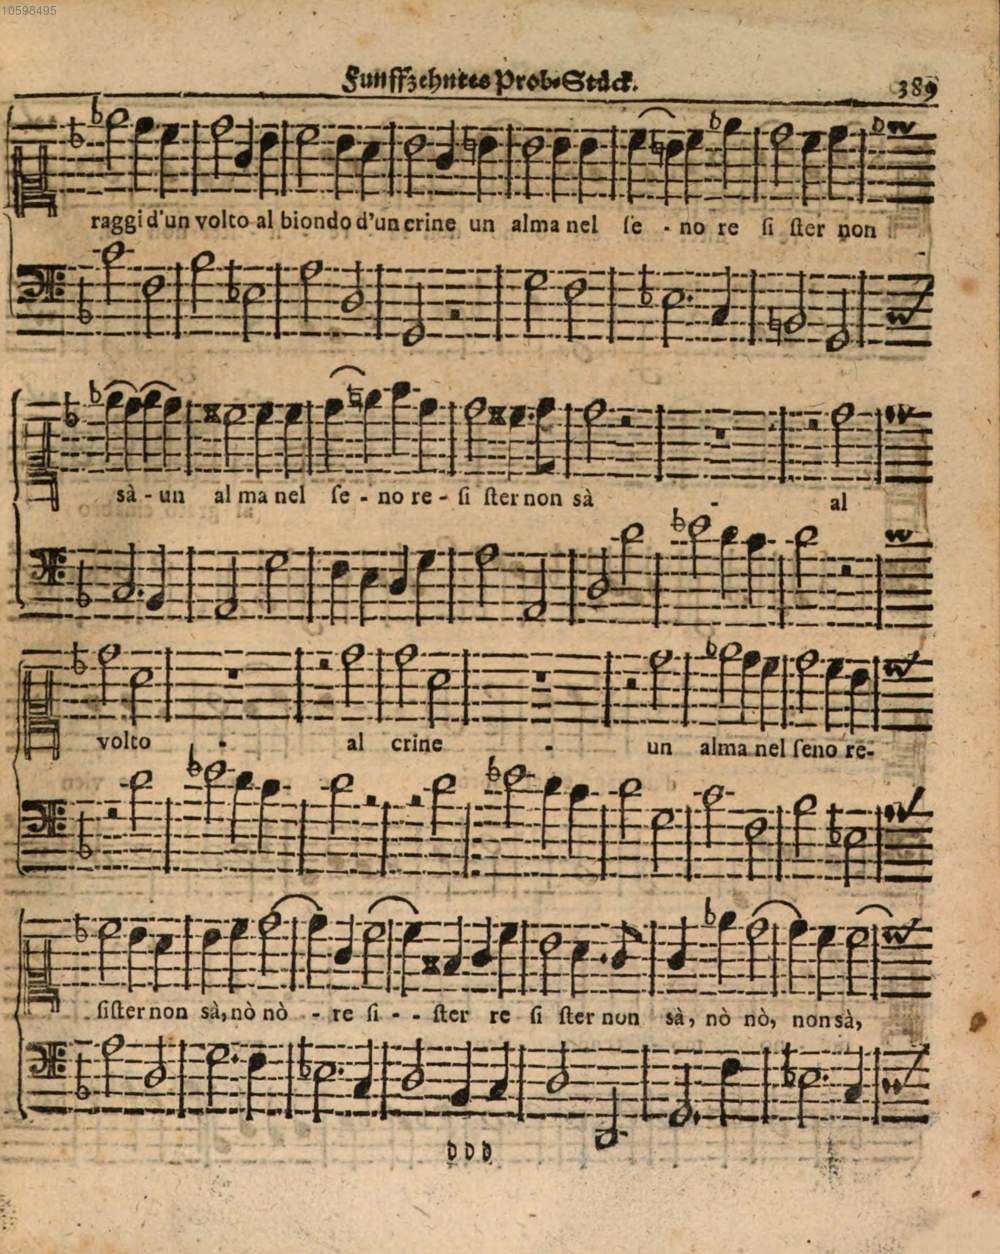 10598495
Funffzehntes Prob-Stück.
389
raggi d'un volto al biondo d'un crine un alma nel ſe - no re ſi ſter non
sà - un al ma nel ſe - no re - ſi ſter non sà - al
volto - al crine - un alma nel ſeno re-
ſiſter non sà, nò nò - re ſi - - ſter re ſi ſter non sà, nò nò, non sà,
D D D